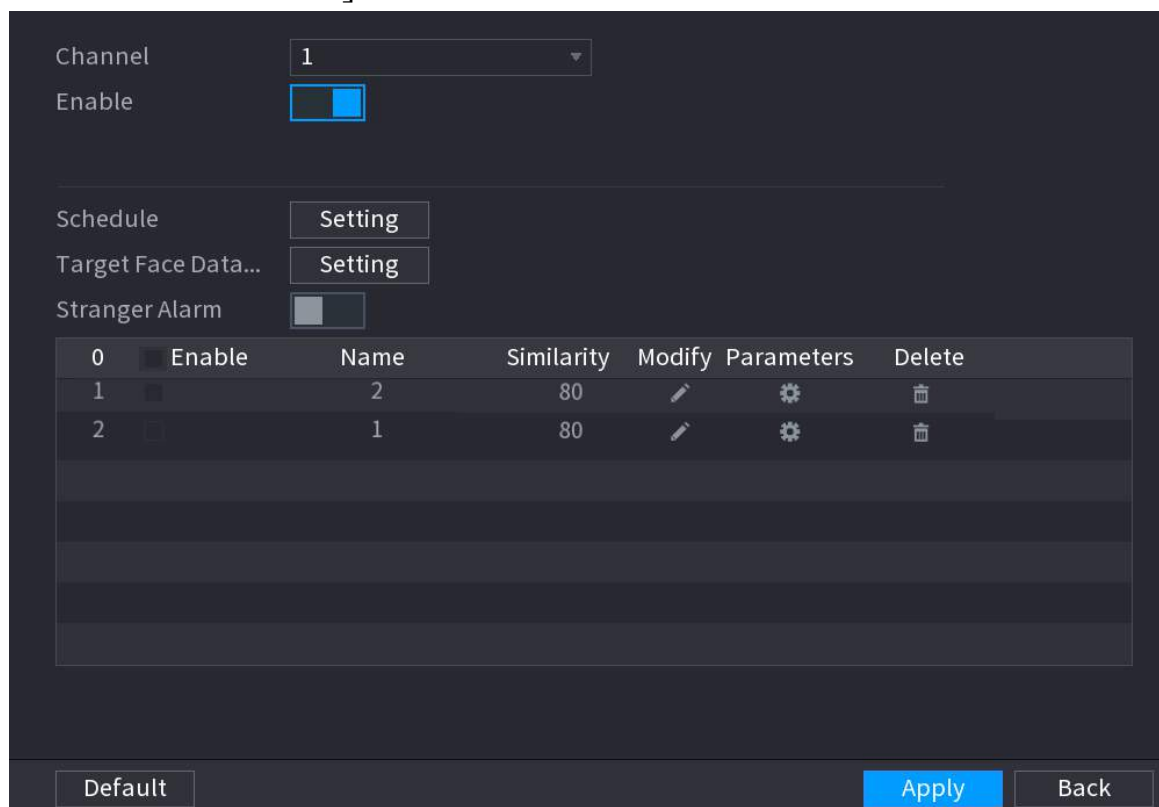 Channel 1
Enable
Schedule Setting
Target Face Data... Setting
Stranger Alarm
0 Enable Name Similarity Modify Parameters Delete
1 2 80
2 1 80
Default Apply Back